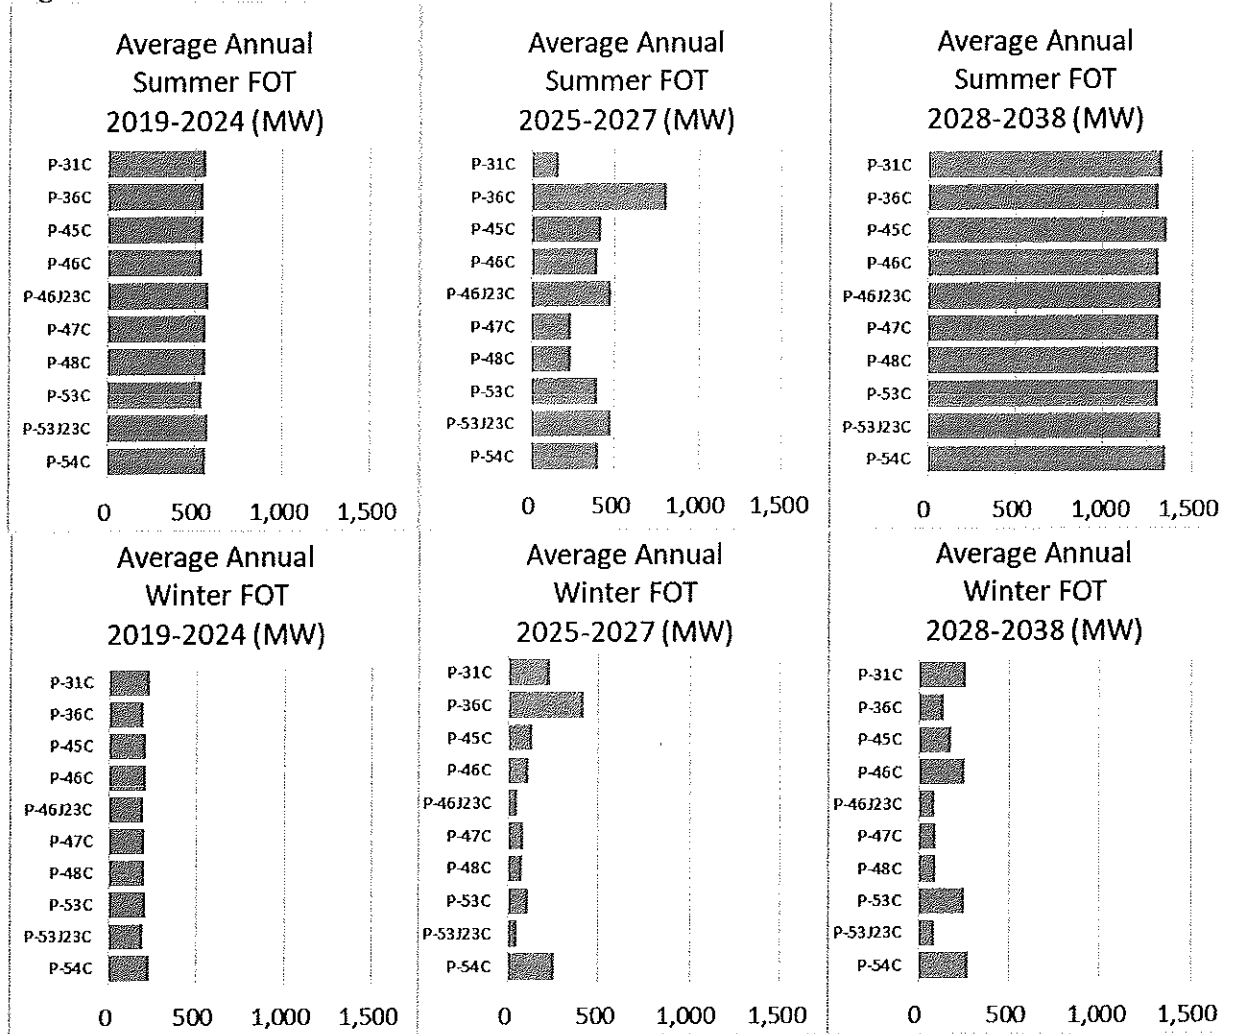 Average Annual
Summer FOT
2019-2024 (MW)
P-31C
P-36C
P-45C
P-46C
P-46J23C
P-47C
P-48C
P-53C
P-53J23C
P-54C
0 500 1,000 1,500
Average Annual
Summer FOT
2025-2027 (MW)
P-31C
P-36C
P-45C
P-46C
P-46J23C
P-47C
P-48C
P-53C
P-53J23C
P-54C
0 500 1,000 1,500
Average Annual
Summer FOT
2028-2038 (MW)
P-31C
P-36C
P-45C
P-46C
P-46J23C
P-47C
P-48C
P-53C
P-53J23C
P-54C
0 500 1,000 1,500
Average Annual
Winter FOT
2019-2024 (MW)
P-31C
P-36C
P-45C
P-46C
P-46J23C
P-47C
P-48C
P-53C
P-53J23C
P-54C
0 500 1,000 1,500
Average Annual
Winter FOT
2025-2027 (MW)
P-31C
P-36C
P-45C
P-46C
P-46J23C
P-47C
P-48C
P-53C
P-53J23C
P-54C
0 500 1,000 1,500
Average Annual
Winter FOT
2028-2038 (MW)
P-31C
P-36C
P-45C
P-46C
P-46J23C
P-47C
P-48C
P-53C
P-53J23C
P-54C
0 500 1,000 1,500